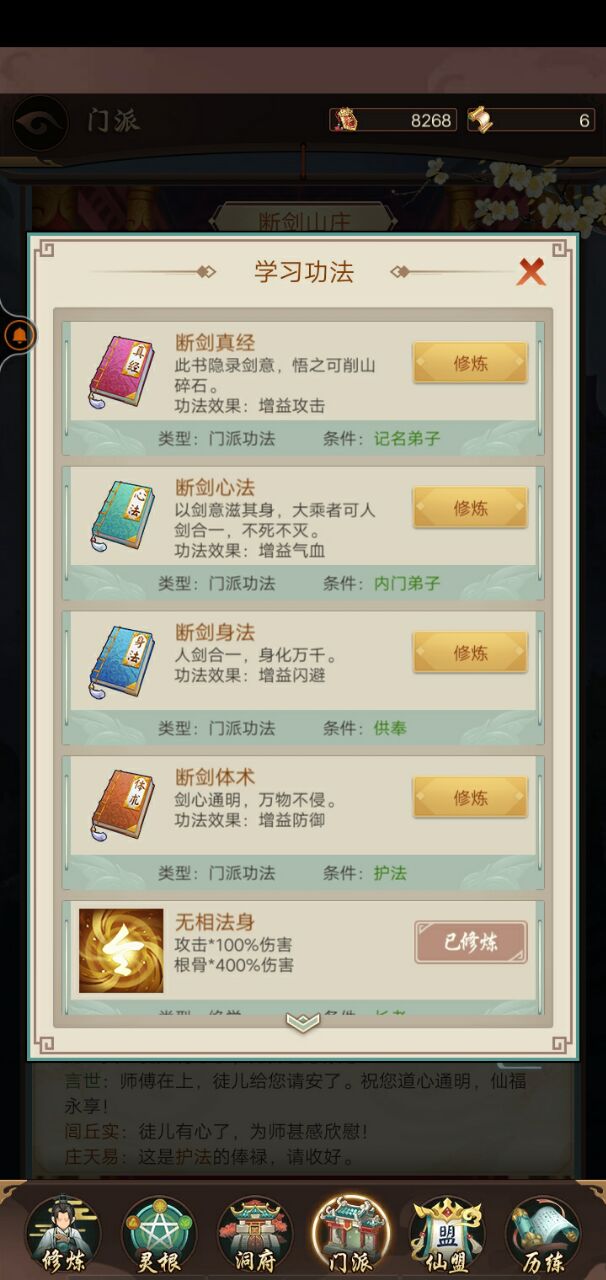 门派
8268
6
断剑山庄
学习功法
真经
断剑真经
此书隐录剑意，悟之可削山
碎石。
功法效果：增益攻击
修炼
类型：门派功法 条件：记名弟子
心法
断剑心法
以剑意滋其身，大乘者可人
剑合一，不死不灭。
功法效果：增益气血
修炼
类型：门派功法 条件：内门弟子
身法
断剑身法
人剑合一，身化万千。
功法效果：增益闪避
修炼
类型：门派功法 条件：供奉
体术
断剑体术
剑心通明，万物不侵。
功法效果：增益防御
修炼
类型：门派功法 条件：护法
无相法身
攻击*100%伤害
根骨*400%伤害
已修炼
类型：绝学 条件：长老
言世：师傅在上，徒儿给您请安了。祝您道心通明，仙福
永享！
闾丘实：徒儿有心了，为师甚感欣慰！
庄天易：这是护法的俸禄，请收好。
盟
修炼 灵根 洞府 门派 仙盟 历练